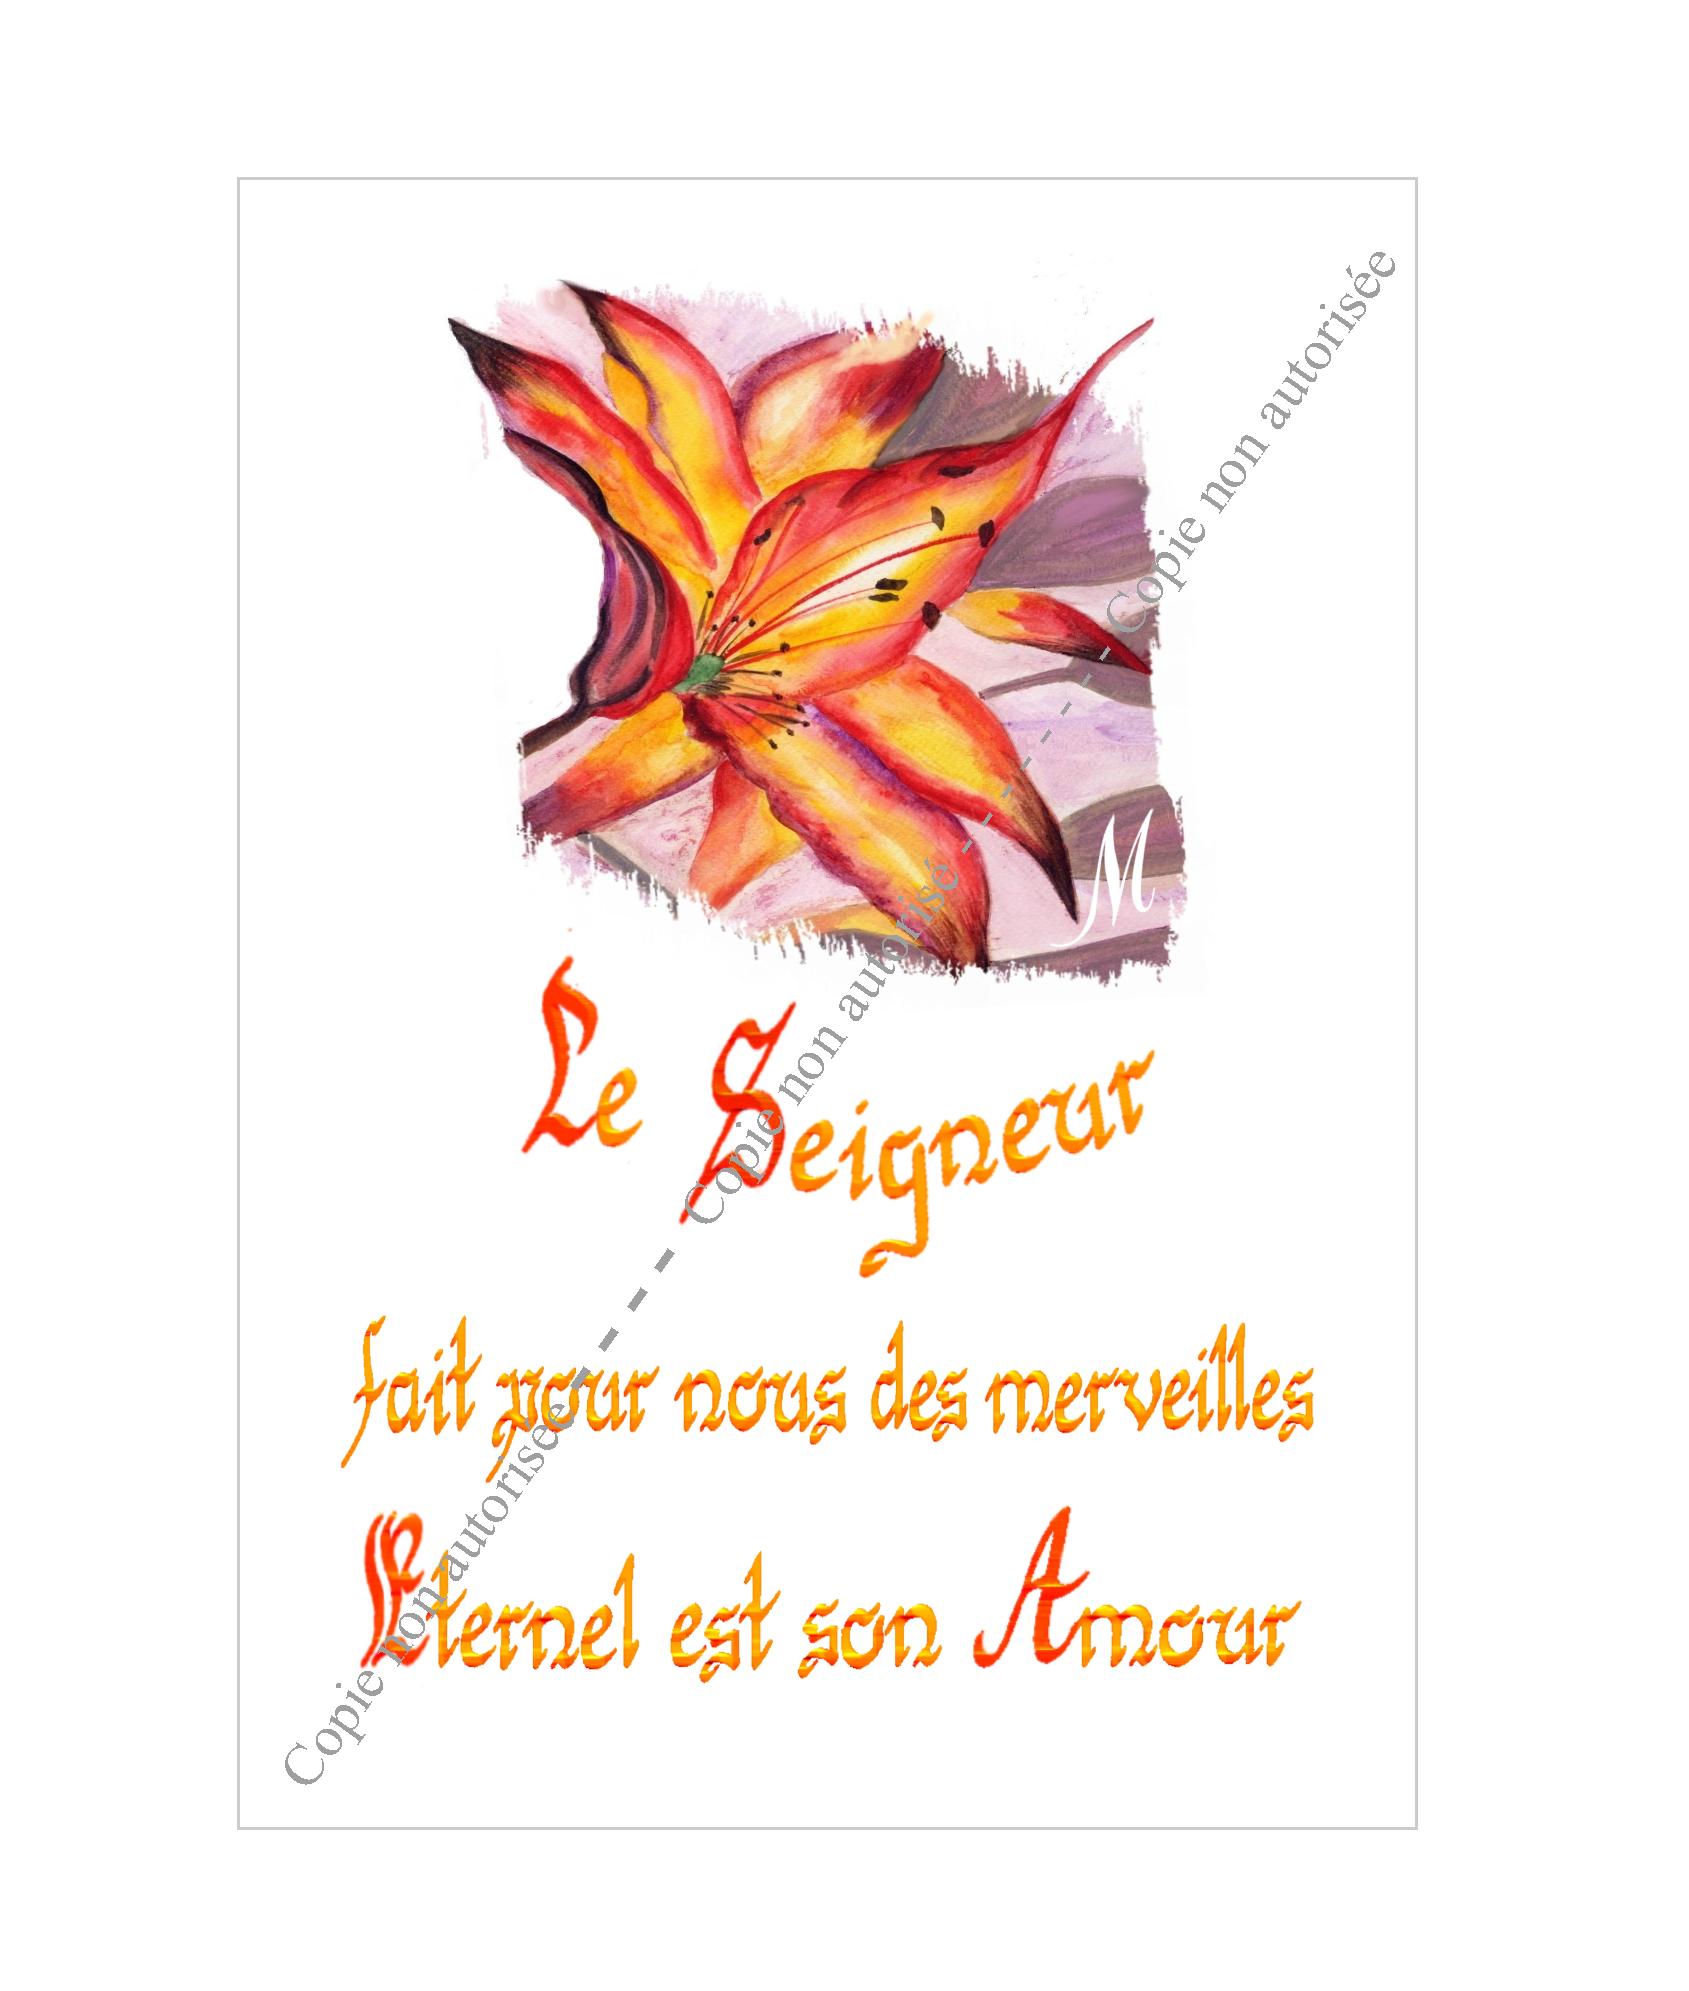 M
Le Seigneur
fait pour nous des merveilles
Eternel est son Amour
Copie non autorisée - - - - Copie non autorisé - - - - - Copie non autorisée